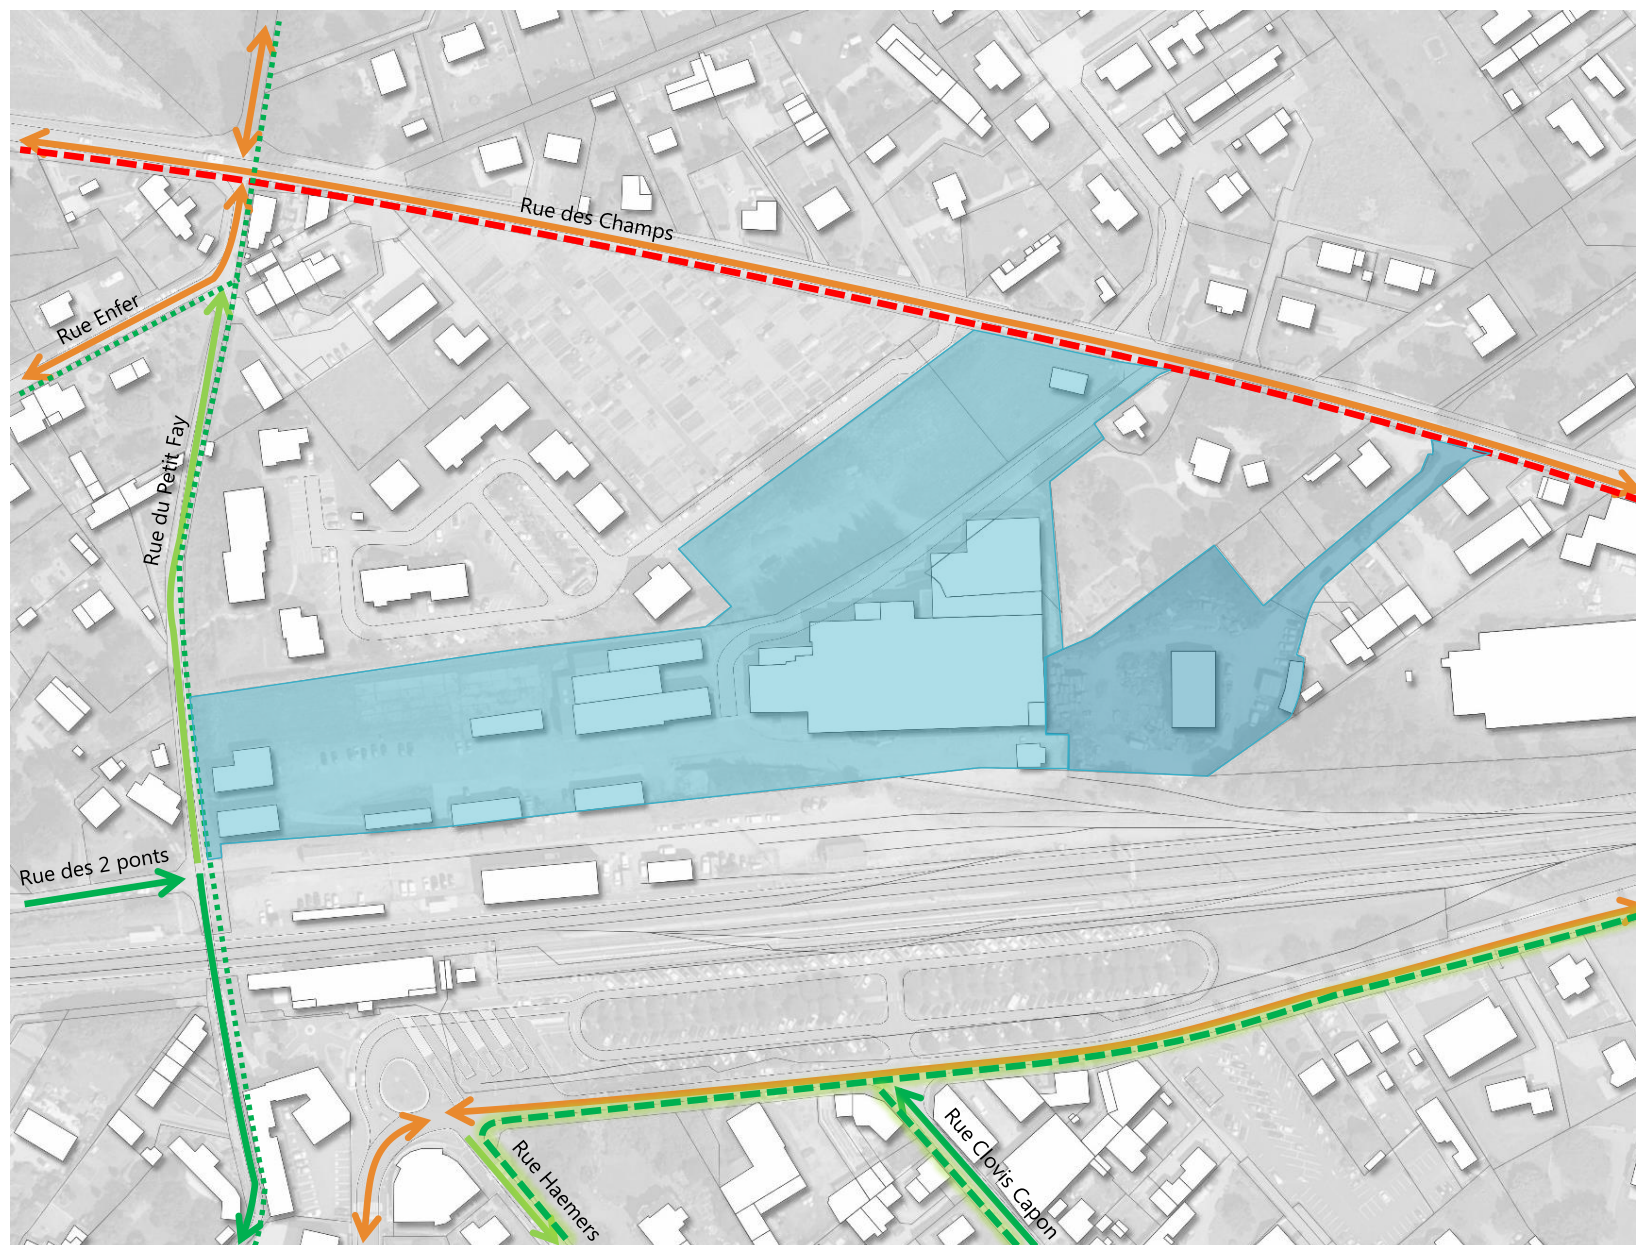 Rue des Champs
Rue Enfer
Rue du Petit Fay
Rue des 2 ponts
Rue Haemers
Rue Clovis Capon